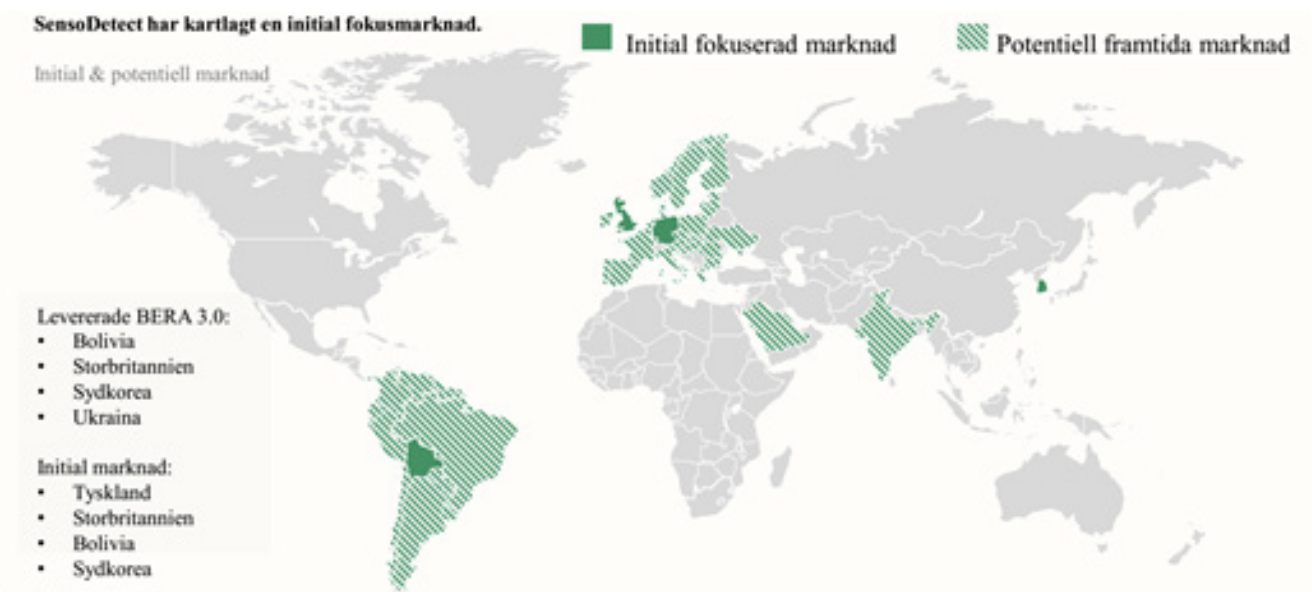 SensoDetect har kartlagt en initial fokusmarknad.
Initial fokuserad marknad
Potentiell framtida marknad
Initial & potentiell marknad
Levererade BERA 3.0:
• Bolivia
• Storbritannien
• Sydkorea
• Ukraina
Initial marknad:
• Tyskland
• Storbritannien
• Bolivia
• Sydkorea